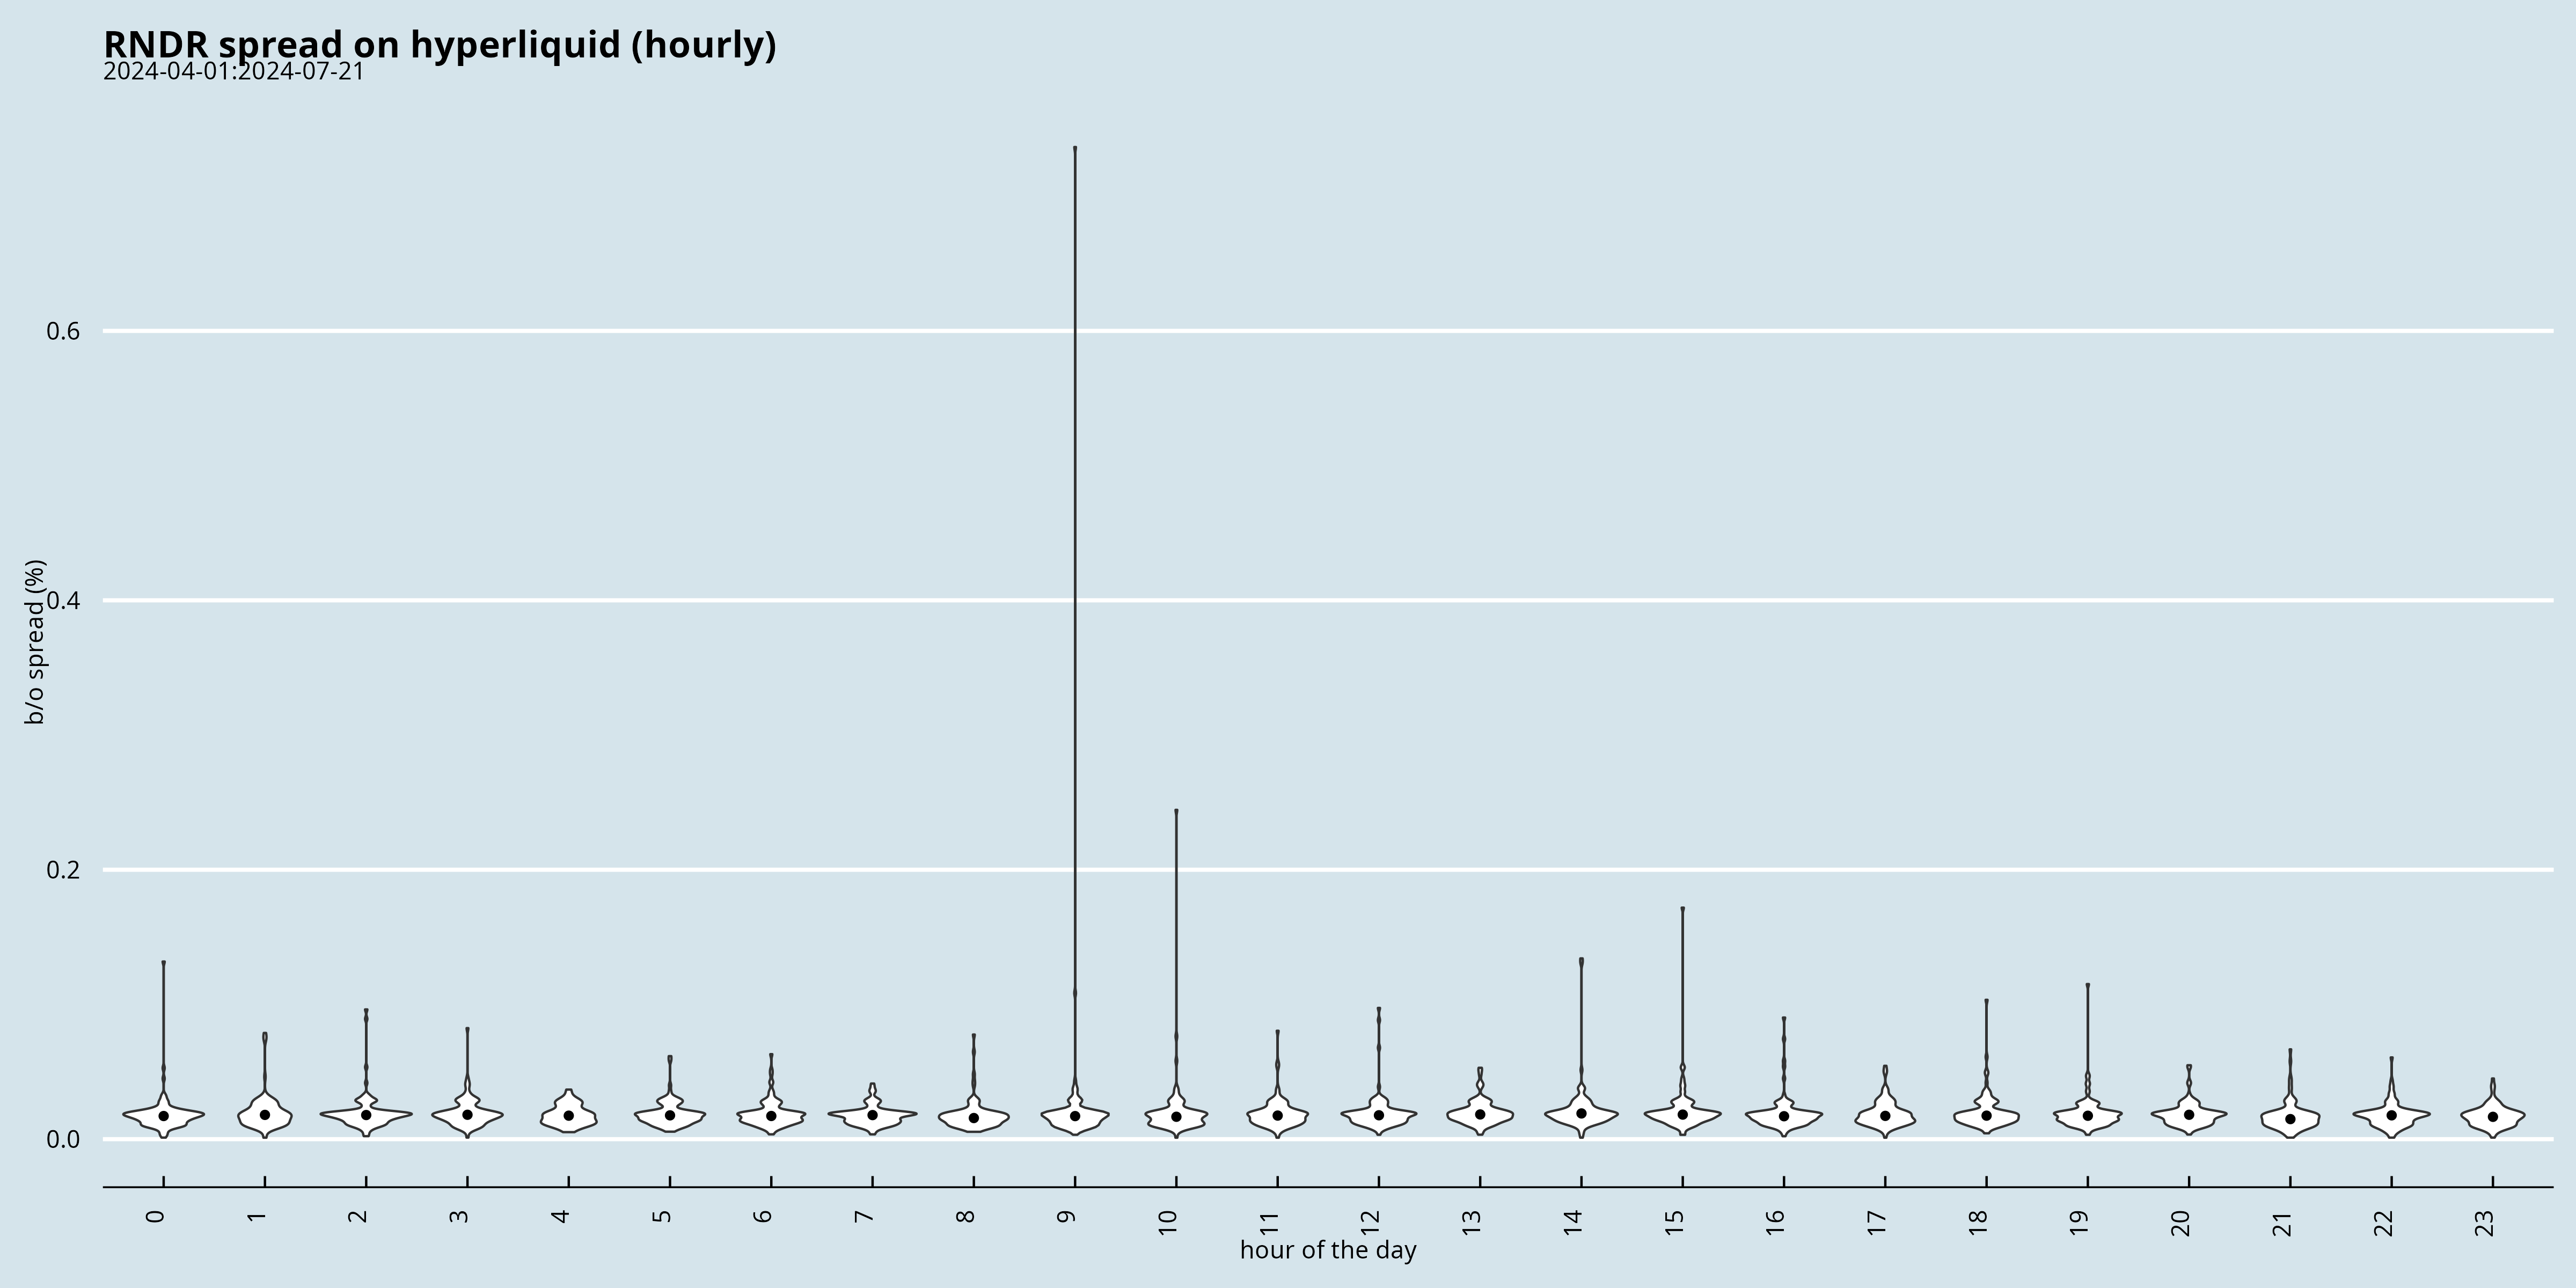 RNDR spread on hyperliquid (hourly)
2024-04-01:2024-07-21
b/o spread (%)
0.6
0.4
0.2
0.0
0 1 2 3 4 5 6 7 8 9 10 11 12 13 14 15 16 17 18 19 20 21 22 23
hour of the day